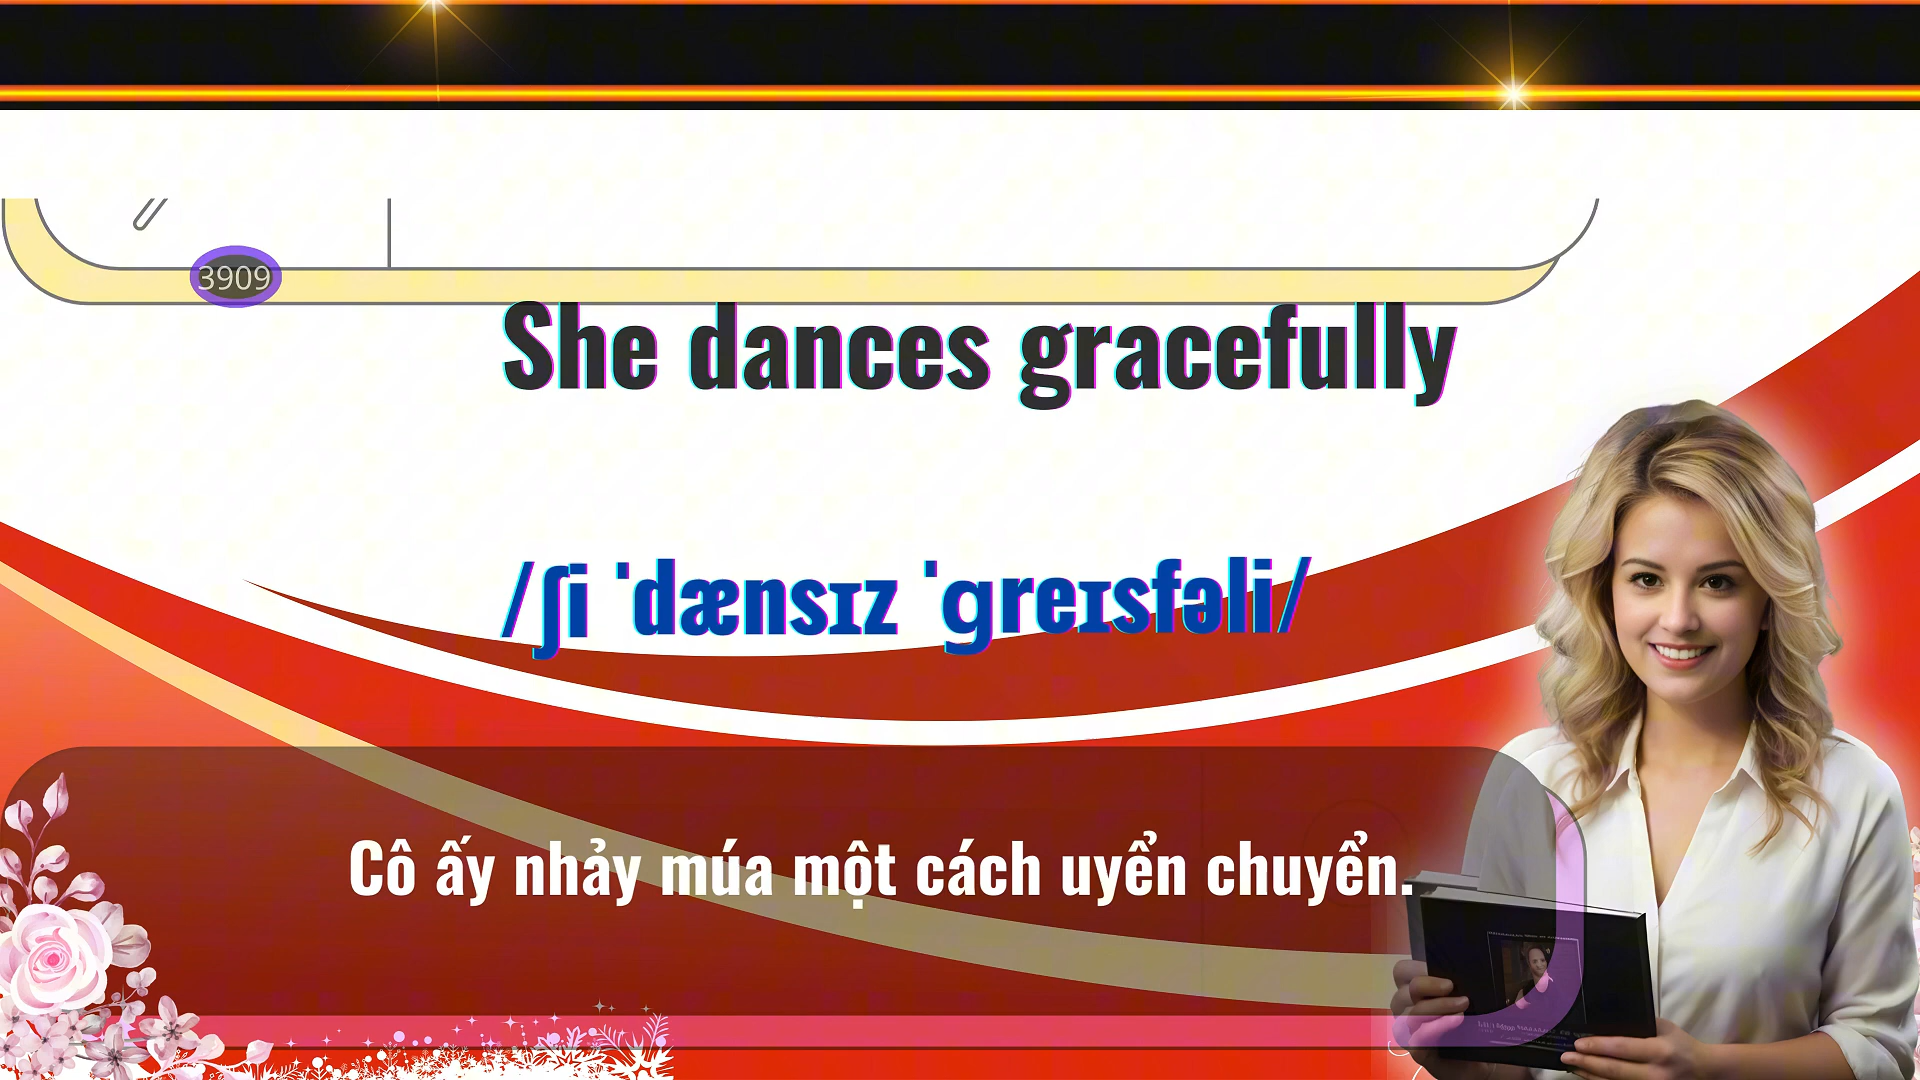 3909
She dances gracefully
/ʃi ˈdænsɪz ˈɡreɪsfəli/
Cô ấy nhảy múa một cách uyển chuyển.